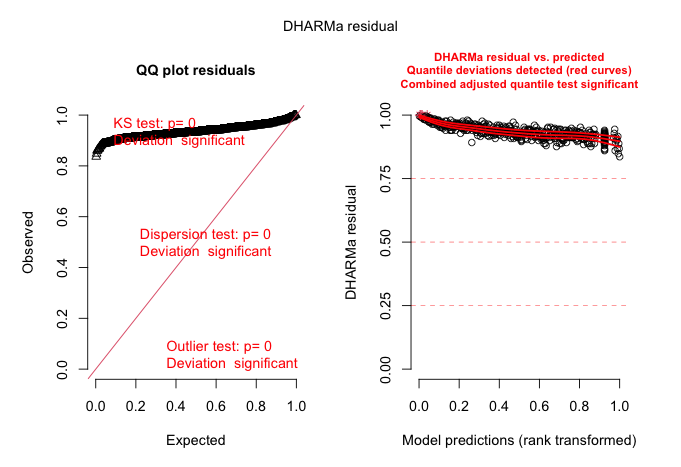 DHARMa residual
QQ plot residuals
KS test: p= 0
Deviation  significant
Dispersion test: p= 0
Deviation  significant
Outlier test: p= 0
Deviation  significant
Observed
0.0 0.2 0.4 0.6 0.8 1.0
0.0 0.2 0.4 0.6 0.8 1.0
Expected
DHARMa residual vs. predicted
Quantile deviations detected (red curves)
Combined adjusted quantile test significant
DHARMa residual
0.00 0.25 0.50 0.75 1.00
0.0 0.2 0.4 0.6 0.8 1.0
Model predictions (rank transformed)